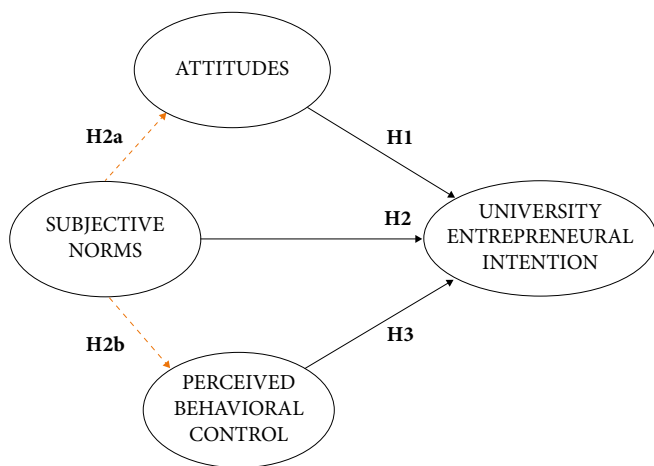 ATTITUDES
H2a
H1
SUBJECTIVE
NORMS
H2
UNIVERSITY
ENTREPRENEURIAL
INTENTION
H2b
H3
PERCEIVED
BEHAVIORAL
CONTROL